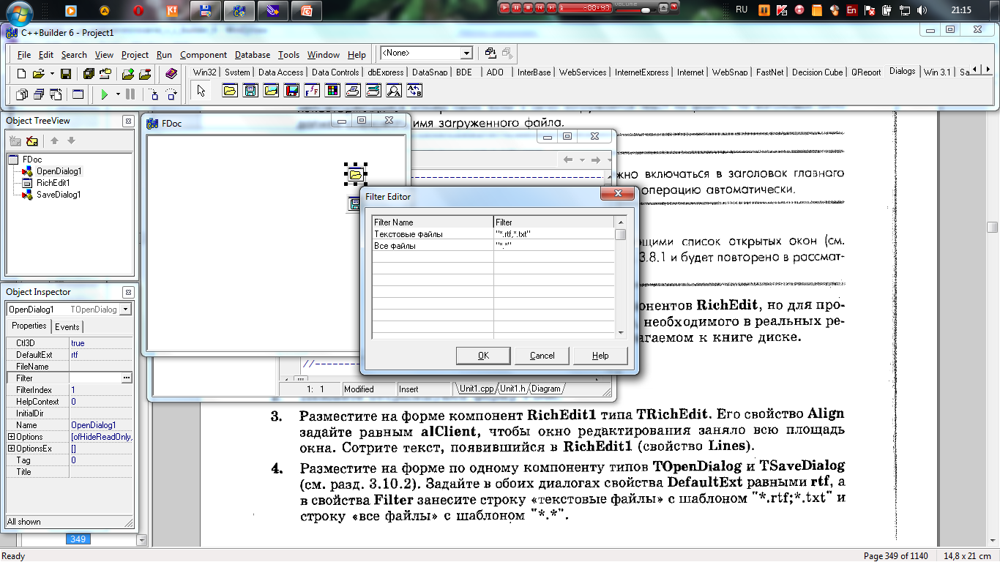 RU
En
21:15
-00:43
VOLUME
C++Builder 6 - Project1
File Edit Search View Project Run Component Database Tools Window Help
<None>
Win32 System Data Access Data Controls dbExpress DataSnap BDE ADO InterBase WebServices InternetExpress Internet WebSnap FastNet Decision Cube QReport Dialogs Win 3.1
Object TreeView
FDoc
OpenDialog1
RichEdit1
SaveDialog1
FDoc
имя загруженного файла.
жно включаться в заголовок главного
операцию автоматически.
Filter Editor
Filter Name Filter
Текстовые файлы "*.rtf,*.txt"
Все файлы "*.*"
OK Cancel Help
ющими список открытых окон (см.
3.8.1 и будет повторено в рассмат-
онентов RichEdit, но для про-
необходимого в реальных ре-
агаемом к книге диске.
Object Inspector
OpenDialog1 TOpenDialog
Properties Events
Ctl3D true
DefaultExt rtf
FileName
Filter
FilterIndex 1
HelpContext 0
InitialDir
Name OpenDialog1
Options [ofHideReadOnly,
OptionsEx []
Tag 0
Title
All shown
//--------
1: 1 Modified Insert Unit1.cpp Unit1.h Diagram
3. Разместите на форме компонент RichEdit1 типа TRichEdit. Его свойство Align
задайте равным alClient, чтобы окно редактирования заняло всю площадь
окна. Сотрите текст, появившийся в RichEdit1 (свойство Lines).
4. Разместите на форме по одному компоненту типов TOpenDialog и TSaveDialog
(см. разд. 3.10.2). Задайте в обоих диалогах свойства DefaultExt равными rtf, а
в свойства Filter занесите строку «текстовые файлы» с шаблоном "*.rtf;*.txt" и
строку «все файлы» с шаблоном "*.*".
349
Ready Page 349 of 1140 14,8 x 21 cm